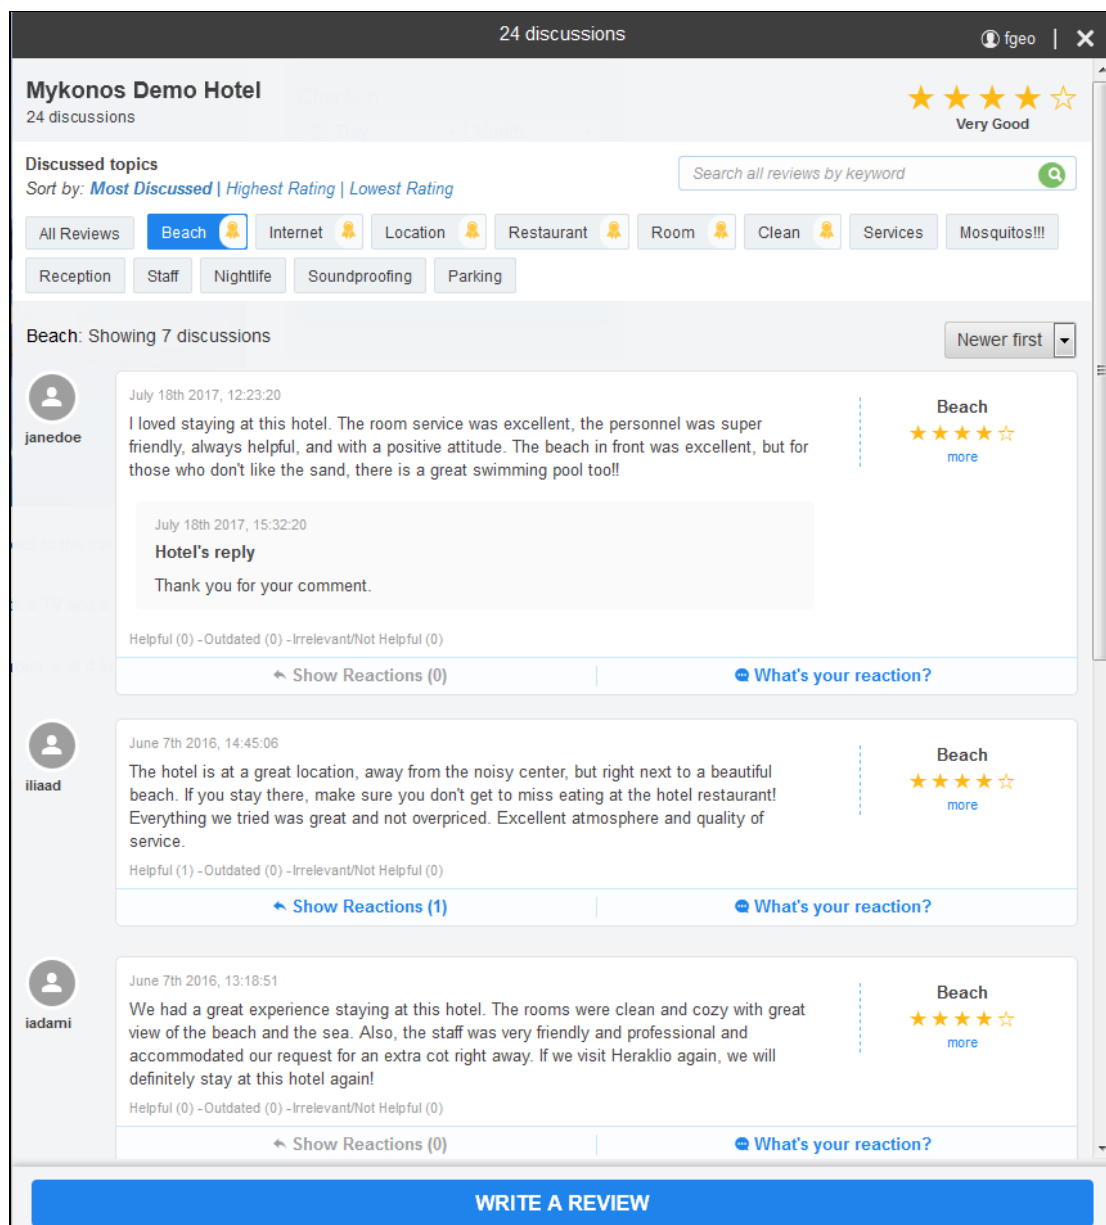 24 discussions
fgeo |
Mykonos Demo Hotel
24 discussions
Very Good
Discussed topics
Sort by: Most Discussed | Highest Rating | Lowest Rating
Search all reviews by keyword
All Reviews Beach Internet Location Restaurant Room Clean Services Mosquitos!!!
Reception Staff Nightlife Soundproofing Parking
Beach: Showing 7 discussions
Newer first
janedoe
July 18th 2017, 12:23:20
I loved staying at this hotel. The room service was excellent, the personnel was super
friendly, always helpful, and with a positive attitude. The beach in front was excellent, but for
those who don't like the sand, there is a great swimming pool too!!
Beach
more
July 18th 2017, 15:32:20
Hotel's reply
Thank you for your comment.
Helpful (0) -Outdated (0) -Irrelevant/Not Helpful (0)
Show Reactions (0) What's your reaction?
iliaad
June 7th 2016, 14:45:06
The hotel is at a great location, away from the noisy center, but right next to a beautiful
beach. If you stay there, make sure you don't get to miss eating at the hotel restaurant!
Everything we tried was great and not overpriced. Excellent atmosphere and quality of
service.
Beach
more
Helpful (1) -Outdated (0) -Irrelevant/Not Helpful (0)
Show Reactions (1) What's your reaction?
iadami
June 7th 2016, 13:18:51
We had a great experience staying at this hotel. The rooms were clean and cozy with great
view of the beach and the sea. Also, the staff was very friendly and professional and
accommodated our request for an extra cot right away. If we visit Heraklio again, we will
definitely stay at this hotel again!
Beach
more
Helpful (0) -Outdated (0) -Irrelevant/Not Helpful (0)
Show Reactions (0) What's your reaction?
WRITE A REVIEW